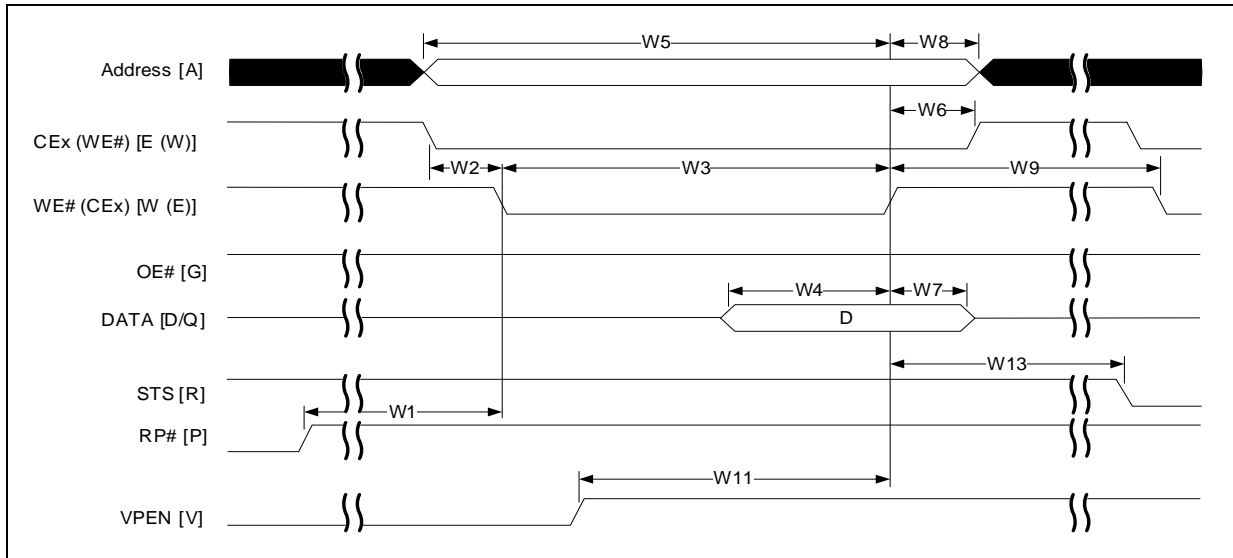 W5
W8
Address [A]
W6
CEx (WE#) [E (W)]
W2
W3
W9
WE# (CEx) [W (E)]
OE# [G]
W4
W7
DATA [D/Q]
D
W13
STS [R]
W1
RP# [P]
W11
VPEN [V]